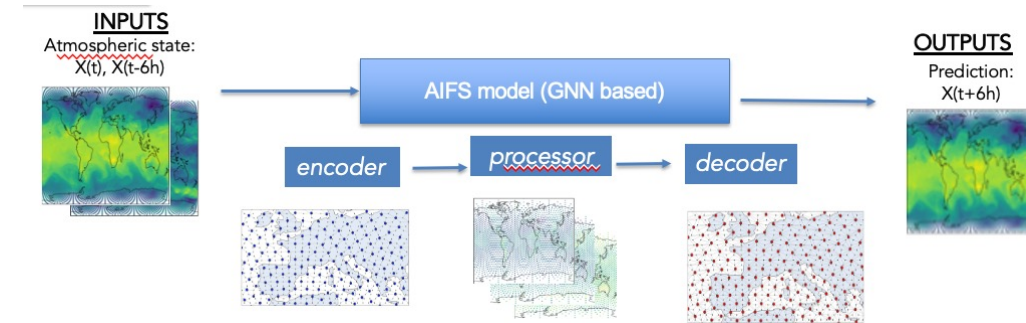 INPUTS
Atmospheric state:
X(t), X(t-6h)
AIFS model (GNN based)
encoder
processor
decoder
OUTPUTS
Prediction:
X(t+6h)